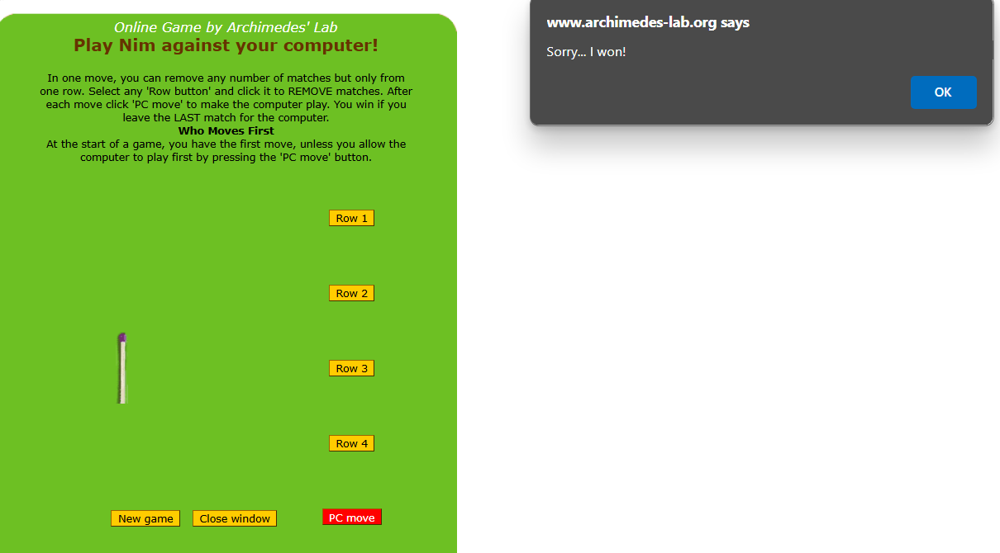 Online Game by Archimedes' Lab
Play Nim against your computer!
In one move, you can remove any number of matches but only from
one row. Select any 'Row button' and click it to REMOVE matches. After
each move click 'PC move' to make the computer play. You win if you
leave the LAST match for the computer.
Who Moves First
At the start of a game, you have the first move, unless you allow the
computer to play first by pressing the 'PC move' button.
Row 1
Row 2
Row 3
Row 4
New game
Close window
PC move
www.archimedes-lab.org says
Sorry... I won!
OK